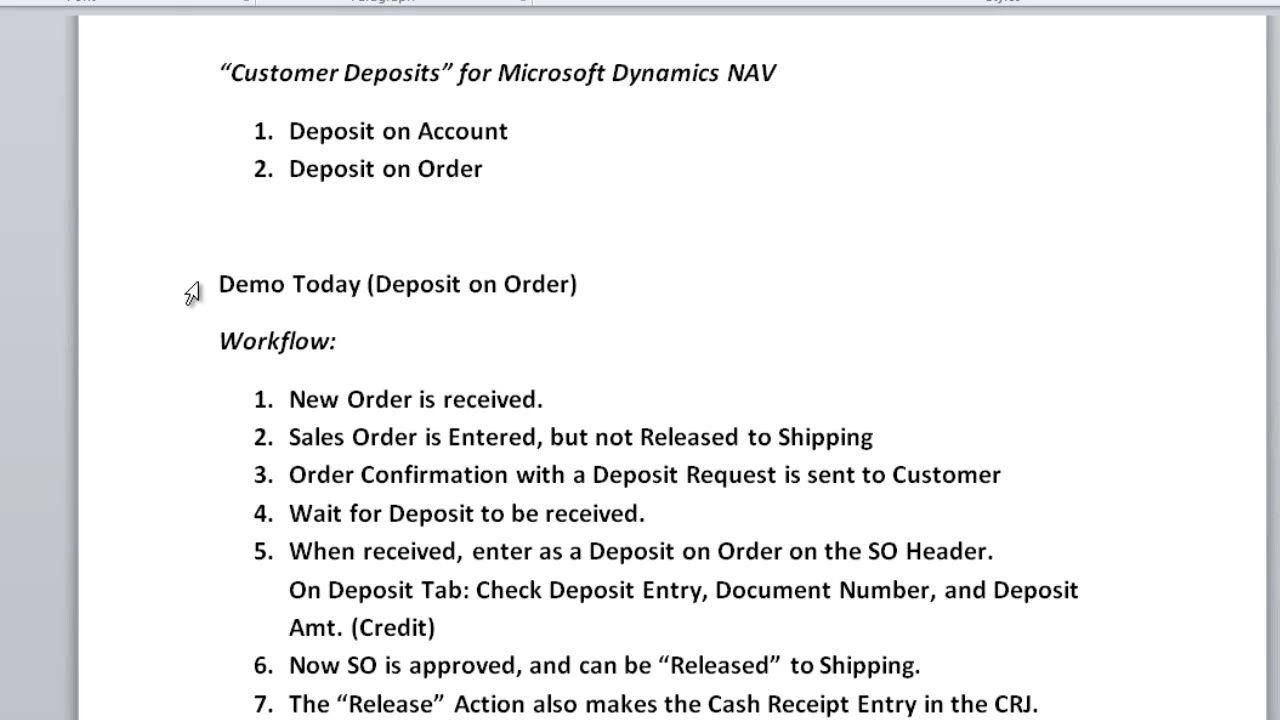 “Customer Deposits” for Microsoft Dynamics NAV
1. Deposit on Account
2. Deposit on Order
Demo Today (Deposit on Order)
Workflow:
1. New Order is received.
2. Sales Order is Entered, but not Released to Shipping
3. Order Confirmation with a Deposit Request is sent to Customer
4. Wait for Deposit to be received.
5. When received, enter as a Deposit on Order on the SO Header.
On Deposit Tab: Check Deposit Entry, Document Number, and Deposit
Amt. (Credit)
6. Now SO is approved, and can be “Released” to Shipping.
7. The “Release” Action also makes the Cash Receipt Entry in the CRJ.